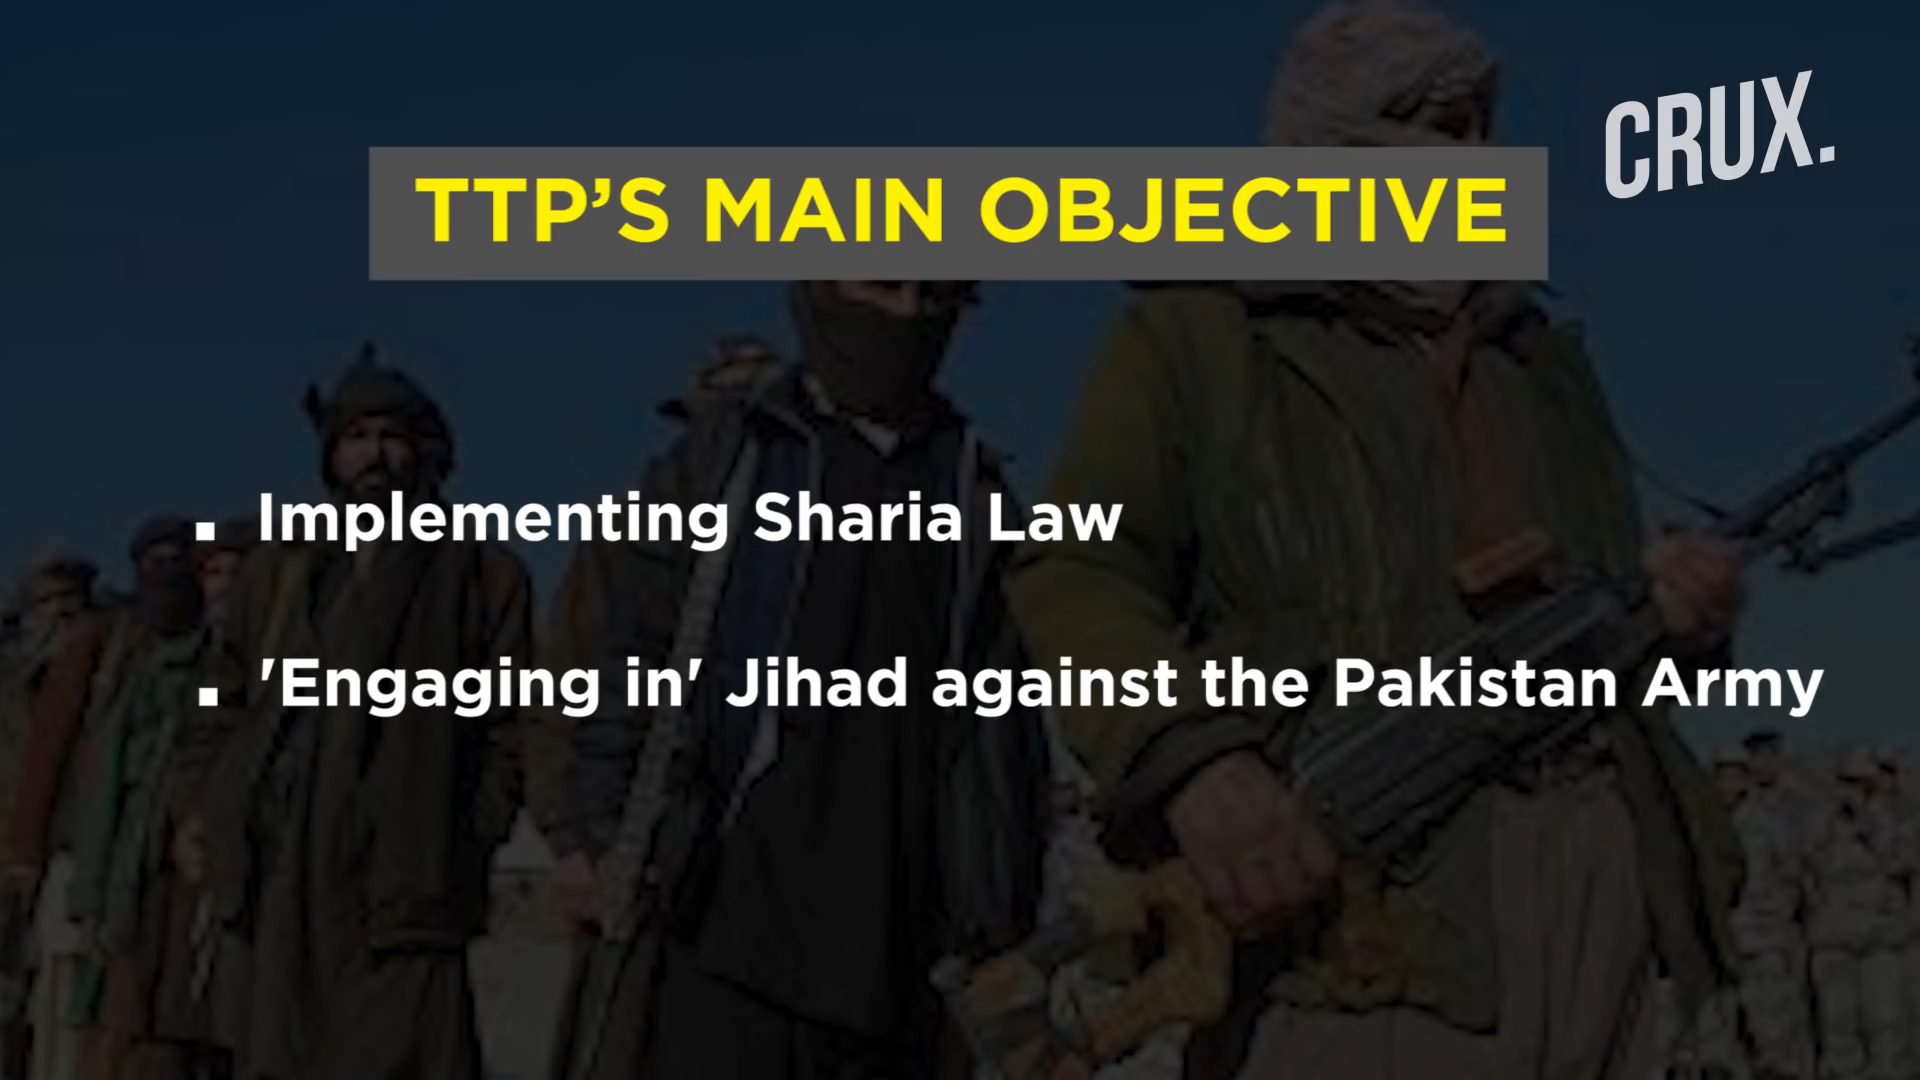 CRUX.
TTP’S MAIN OBJECTIVE
▪ Implementing Sharia Law
▪ 'Engaging in' Jihad against the Pakistan Army